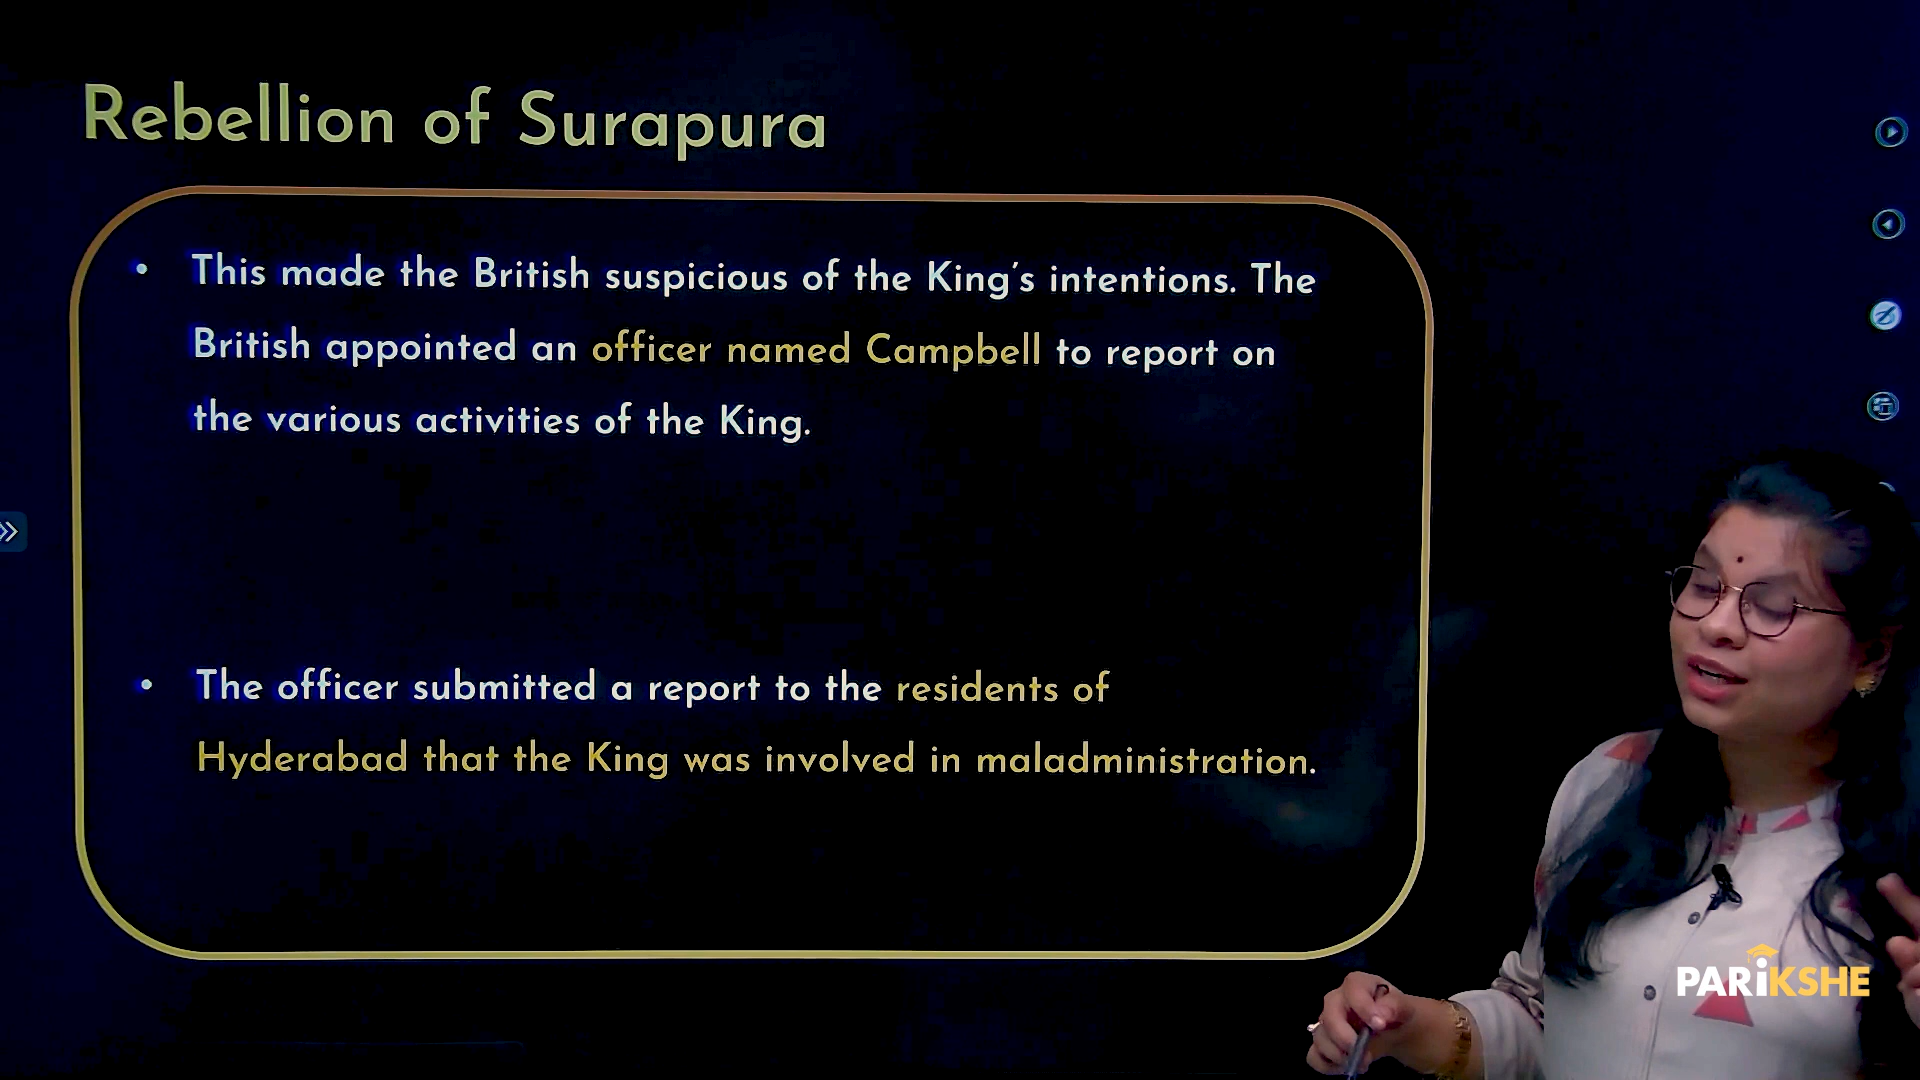 Rebellion of Surapura
• This made the British suspicious of the King's intentions. The
British appointed an officer named Campbell to report on
the various activities of the King.
• The officer submitted a report to the residents of
Hyderabad that the King was involved in maladministration.
PARiKSHE